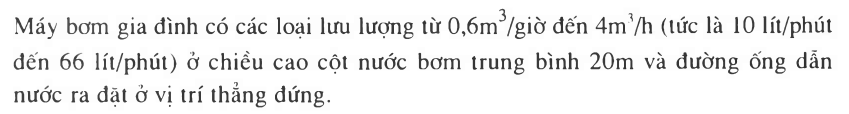 Máy bơm gia đình có các loại lưu lượng từ 0,6m³/giờ đến 4m³/h (tức là 10 lít/phút
đến 66 lít/phút) ở chiều cao cột nước bơm trung bình 20m và đường ống dẫn
nước ra đặt ở vị trí thẳng đứng.